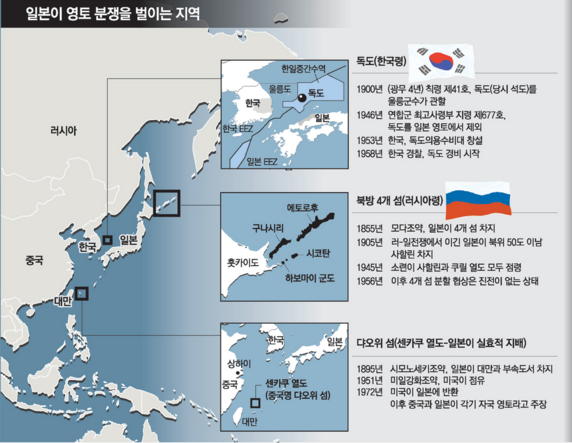 일본이 영토 분쟁을 벌이는 지역
러시아
중국
한국
일본
대만
한일중간수역
울릉도
독도
한국
일본
한국 EEZ
일본 EEZ
독도(한국령)
1900년 (광무 4년) 칙령 제41호, 독도(당시 석도)를
울릉군수가 관할
1946년 연합군 최고사령부 지령 제677호,
독도를 일본 영토에서 제외
1953년 한국, 독도의용수비대 창설
1958년 한국 경찰, 독도 경비 시작
에토로후
구나시리
시코탄
홋카이도
하보마이 군도
북방 4개 섬(러시아령)
1855년 모다조약, 일본이 4개 섬 차지
1905년 러-일전쟁에서 이긴 일본이 북위 50도 이남
사할린 차지
1945년 소련이 사할린과 쿠릴 열도 모두 점령
1956년 이후 4개 섬 분할 협상은 진전이 없는 상태
한국
일본
상하이
중국
센카쿠 열도
(중국명 댜오위 섬)
대만
댜오위 섬(센카쿠 열도-일본이 실효적 지배)
1895년 시모노세키조약, 일본이 대만과 부속도서 차지
1951년 미일강화조약, 미국이 점유
1972년 미국이 일본에 반환
이후 중국과 일본이 각기 자국 영토라고 주장